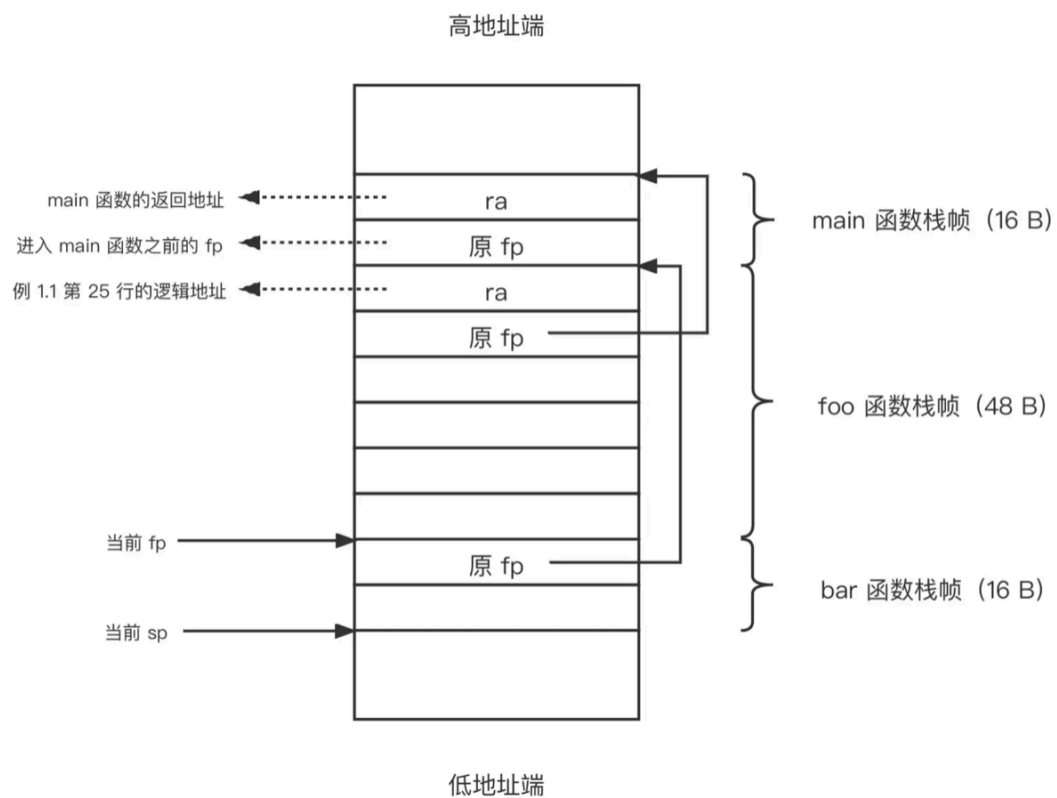 高地址端
main 函数的返回地址
ra
main 函数栈帧（16 B）
进入 main 函数之前的 fp
原 fp
例 1.1 第 25 行的逻辑地址
ra
原 fp
foo 函数栈帧（48 B）
当前 fp
原 fp
bar 函数栈帧（16 B）
当前 sp
低地址端